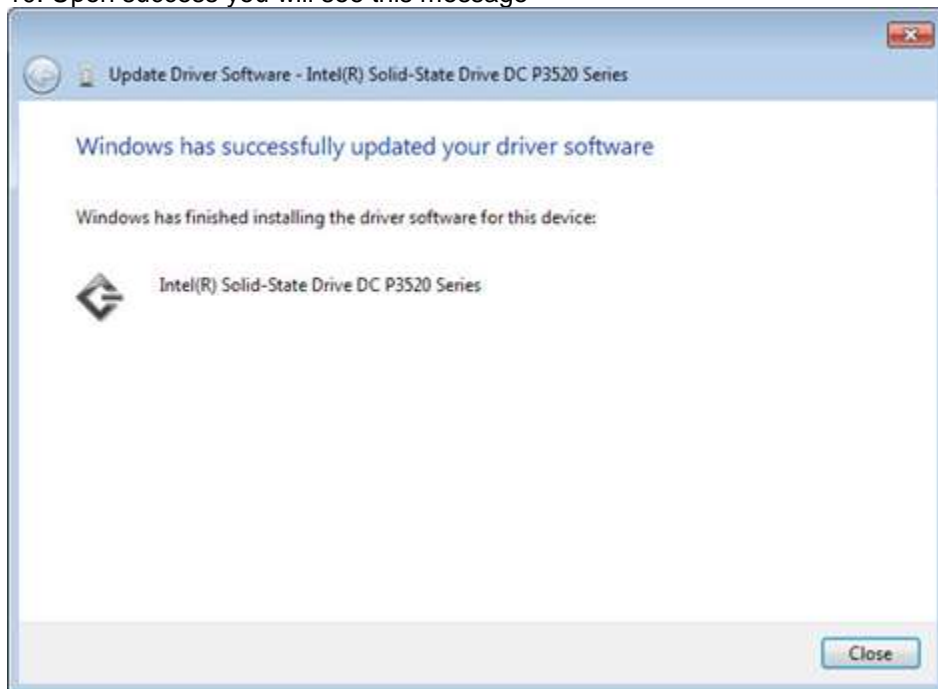 10. Upon success you will see this message
Update Driver Software - Intel(R) Solid-State Drive DC P3520 Series
Windows has successfully updated your driver software
Windows has finished installing the driver software for this device:
Intel(R) Solid-State Drive DC P3520 Series
Close